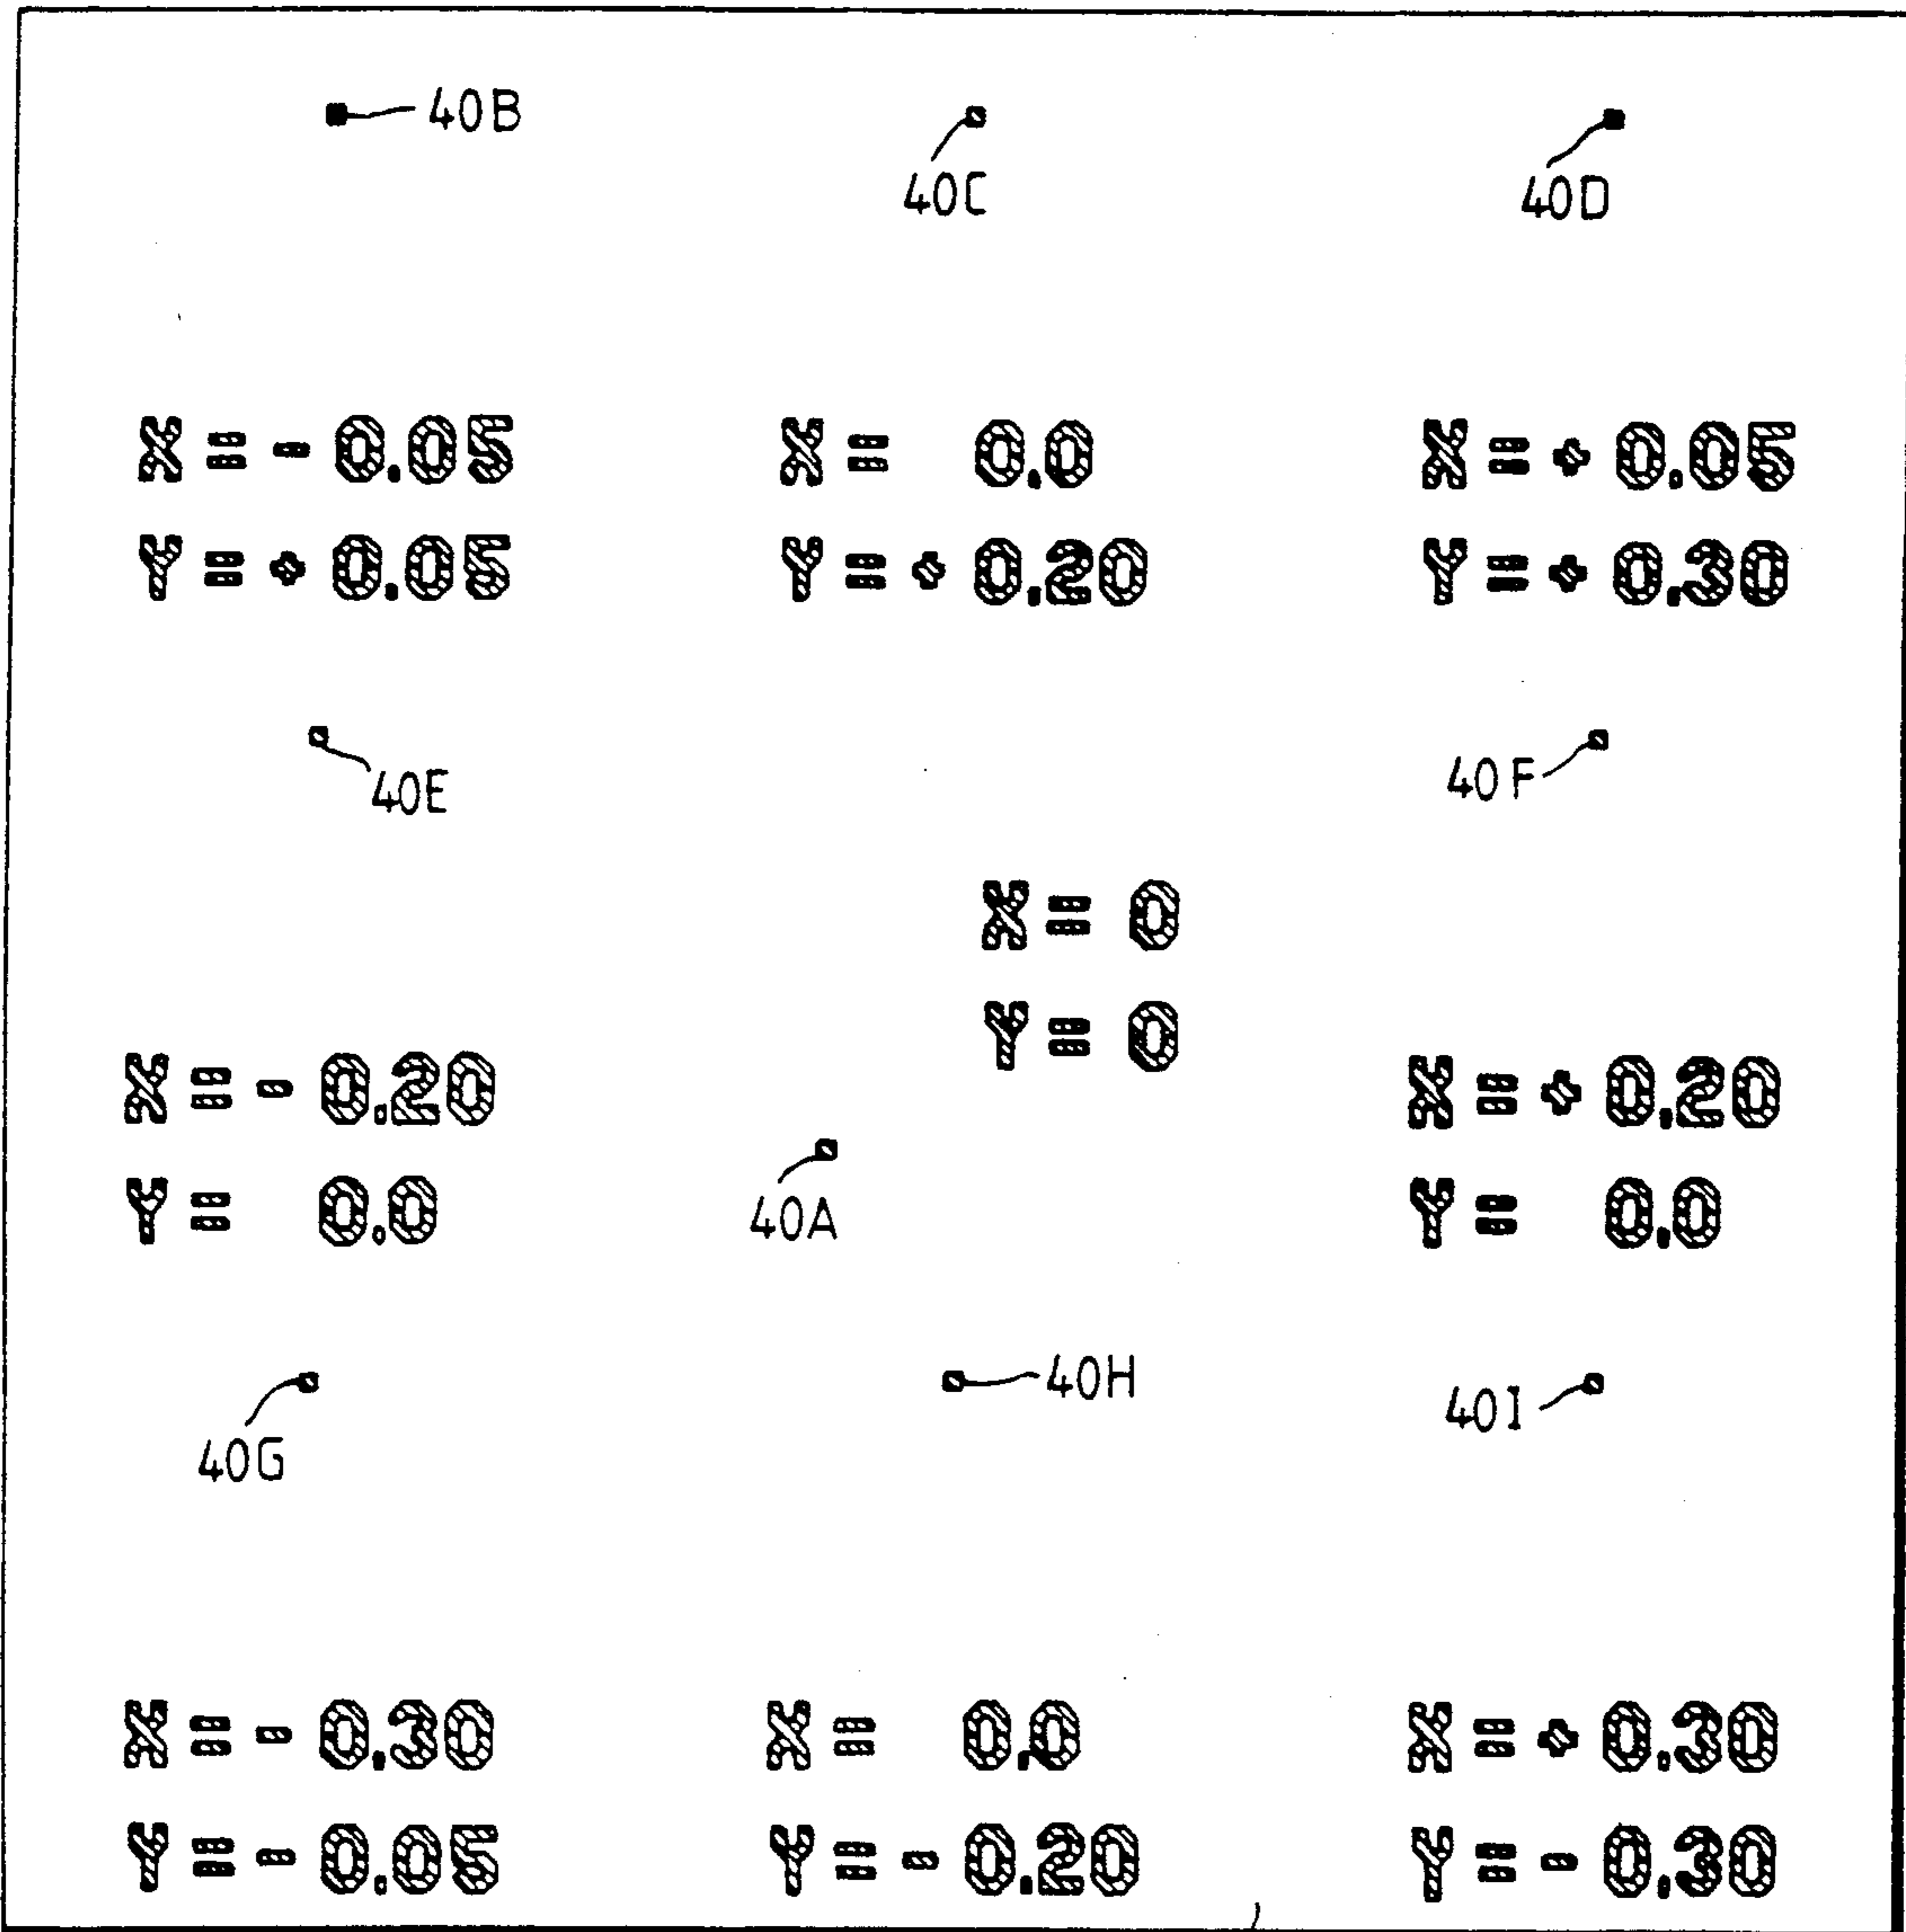 40B
40C
40D
X = - 0.05
Y = + 0.05
X = 0.0
Y = + 0.20
X = + 0.05
Y = + 0.30
40E
40F
X = 0
Y = 0
X = - 0.20
Y = 0.0
40A
X = + 0.20
Y = 0.0
40G
40H
40I
X = - 0.30
Y = - 0.05
X = 0.0
Y = - 0.20
X = + 0.30
Y = - 0.30